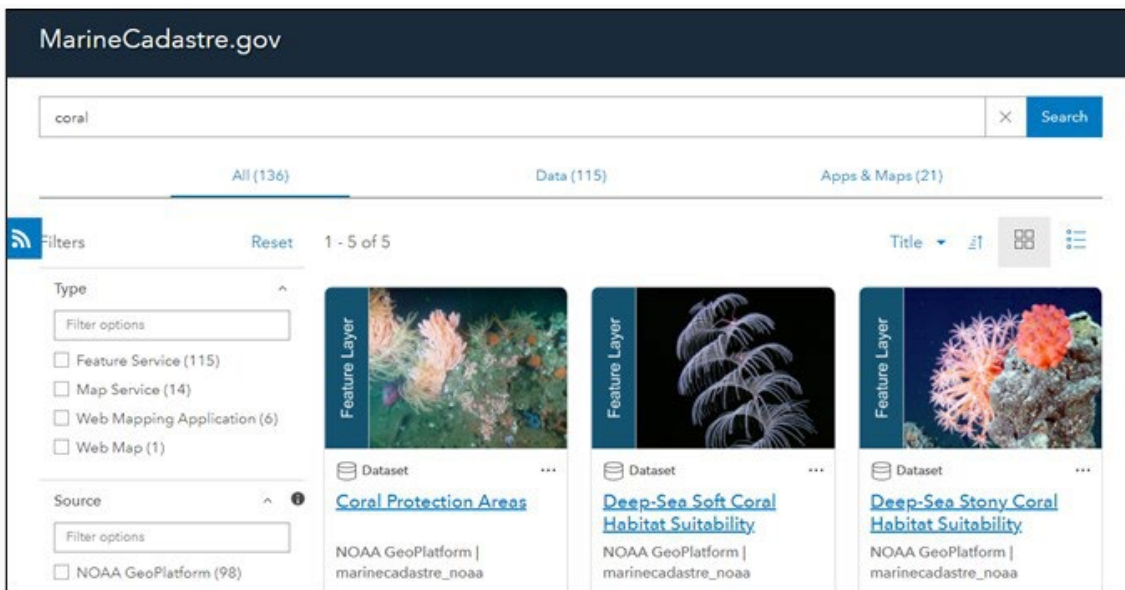 MarineCadastre.gov
coral
Search
All (136)
Data (115)
Apps & Maps (21)
Filters
Reset
1 - 5 of 5
Title
Type
Filter options
Feature Service (115)
Map Service (14)
Web Mapping Application (6)
Web Map (1)
Source
Filter options
NOAA GeoPlatform (98)
Feature Layer
Dataset
Coral Protection Areas
NOAA GeoPlatform |
marinecadastre_noaa
Feature Layer
Dataset
Deep-Sea Soft Coral
Habitat Suitability
NOAA GeoPlatform |
marinecadastre_noaa
Feature Layer
Dataset
Deep-Sea Stony Coral
Habitat Suitability
NOAA GeoPlatform |
marinecadastre_noaa